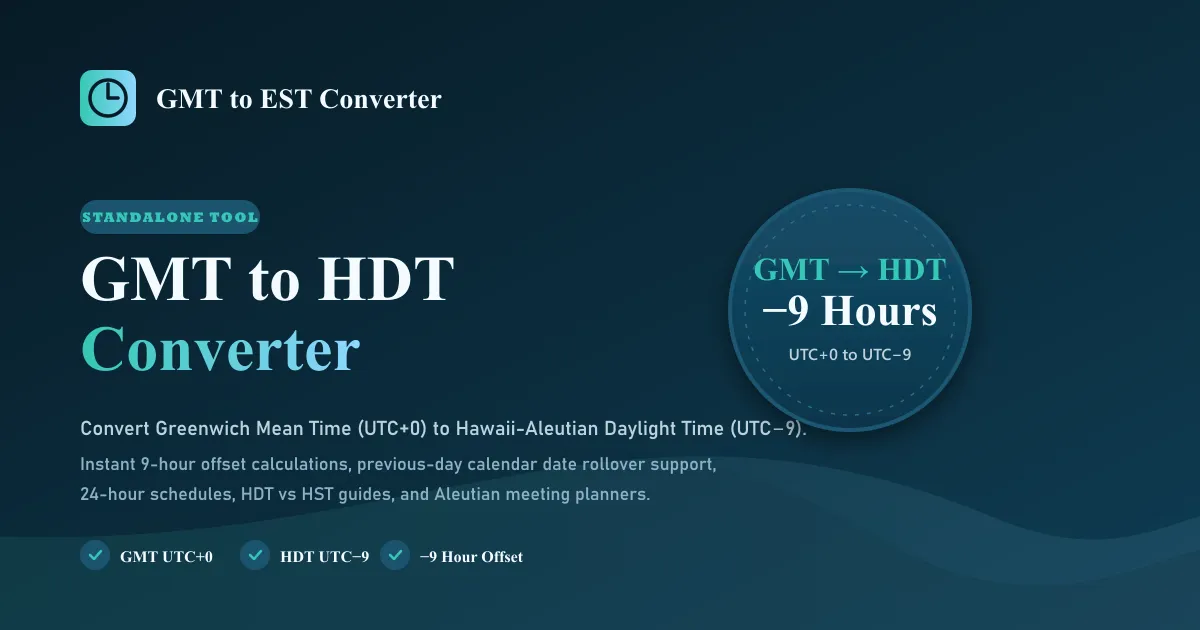 GMT to EST Converter
STANDALONE TOOL
GMT to HDT
Converter
GMT → HDT
−9 Hours
UTC+0 to UTC−9
Convert Greenwich Mean Time (UTC+0) to Hawaii-Aleutian Daylight Time (UTC−9).
Instant 9-hour offset calculations, previous-day calendar date rollover support,
24-hour schedules, HDT vs HST guides, and Aleutian meeting planners.
GMT UTC+0 HDT UTC−9 −9 Hour Offset